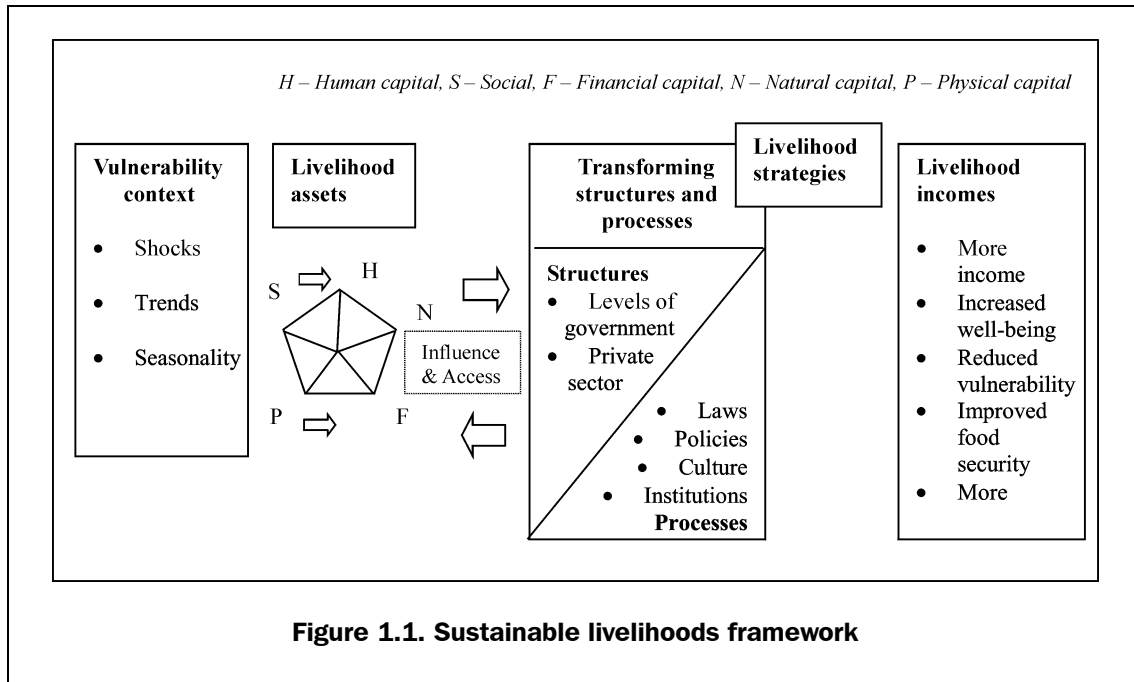 H – Human capital, S – Social, F – Financial capital, N – Natural capital, P – Physical capital
Vulnerability
context
• Shocks
• Trends
• Seasonality
Livelihood
assets
S
H
N
P
F
Influence
& Access
Transforming
structures and
processes
Structures
• Levels of
government
• Private
sector
• Laws
• Policies
• Culture
• Institutions
Processes
Livelihood
strategies
Livelihood
incomes
• More
income
• Increased
well-being
• Reduced
vulnerability
• Improved
food
security
• More
Figure 1.1. Sustainable livelihoods framework